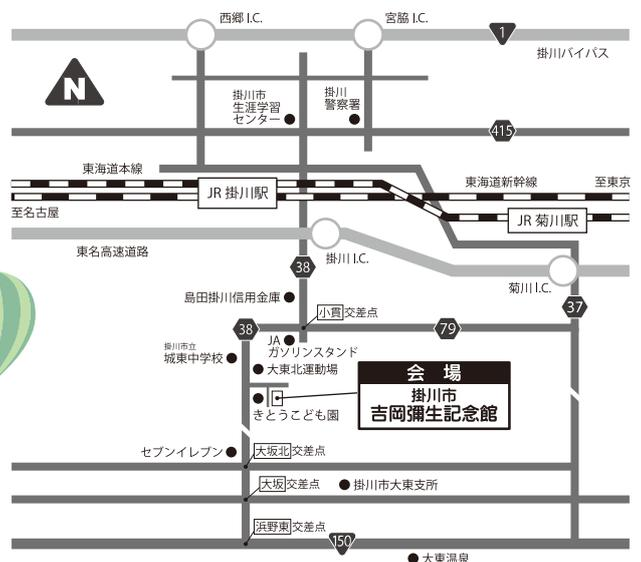 西郷 I.C.
宮脇 I.C.
1
掛川バイパス
N
掛川市
生涯学習
センター
掛川
警察署
415
東海道本線
東海道新幹線
至東京
JR 掛川駅
至名古屋
JR 菊川駅
東名高速道路
掛川 I.C.
菊川 I.C.
38
島田掛川信用金庫
37
小貫交差点
38
79
JA
ガソリンスタンド
掛川市立
城東中学校
大東北運動場
会場
掛川市
吉岡彌生記念館
きとうこども園
セブンイレブン
大坂北交差点
大坂交差点
掛川市大東支所
浜野東交差点
150
大東温泉